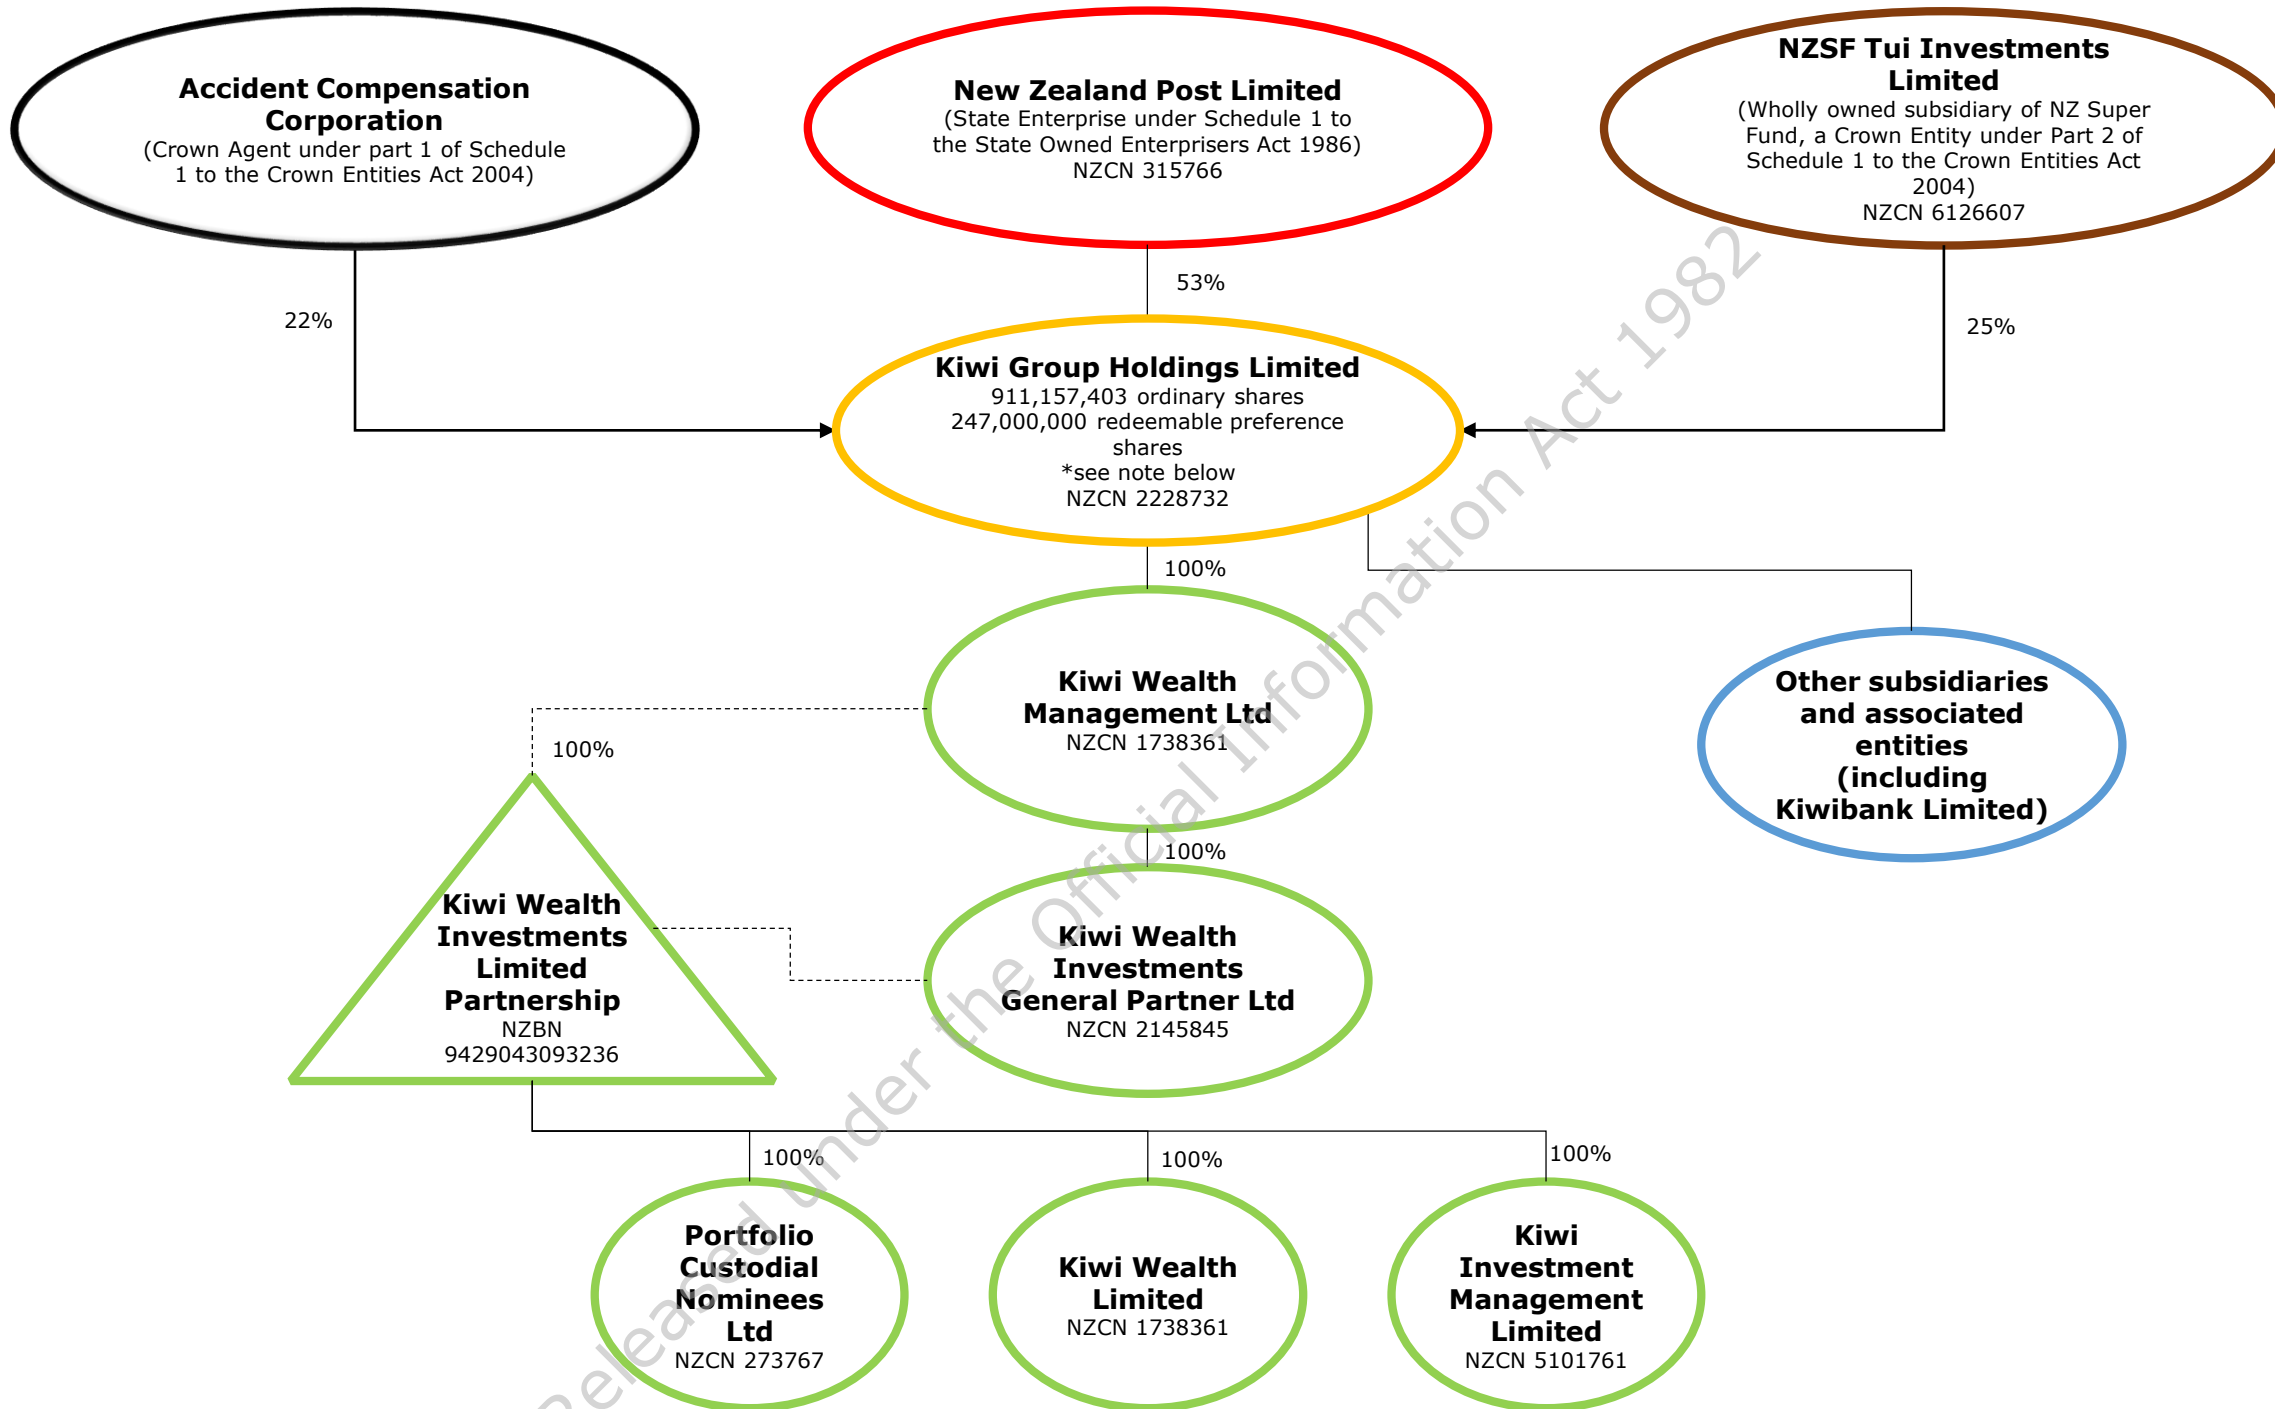 Accident Compensation
Corporation
(Crown Agent under part 1 of Schedule
1 to the Crown Entities Act 2004)
New Zealand Post Limited
(State Enterprise under Schedule 1 to
the State Owned Enterprisers Act 1986)
NZCN 315766
NZSF Tui Investments
Limited
(Wholly owned subsidiary of NZ Super
Fund, a Crown Entity under Part 2 of
Schedule 1 to the Crown Entities Act
2004)
NZCN 6126607
22%
53%
25%
Kiwi Group Holdings Limited
911,157,403 ordinary shares
247,000,000 redeemable preference
shares
*see note below
NZCN 2228732
100%
Kiwi Wealth
Management Ltd
NZCN 1738361
Other subsidiaries
and associated
entities
(including
Kiwibank Limited)
100%
100%
Kiwi Wealth
Investments
Limited
Partnership
NZBN
9429043093236
Kiwi Wealth
Investments
General Partner Ltd
NZCN 2145845
100%
100%
100%
Portfolio
Custodial
Nominees
Ltd
NZCN 273767
Kiwi Wealth
Limited
NZCN 1738361
Kiwi
Investment
Management
Limited
NZCN 5101761
Released under the Official Information Act 1982